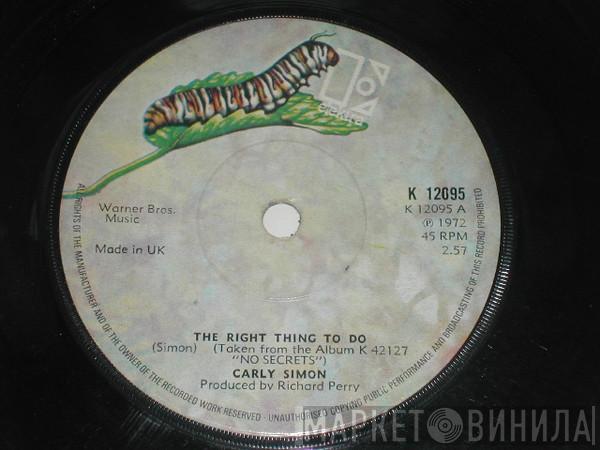 elektra
K 12095
K 12095 A
Ⓟ 1972
45 RPM
2.57
Warner Bros.
Music
Made in UK
THE RIGHT THING TO DO
(Simon) (Taken from the Album K 42127
"NO SECRETS")
CARLY SIMON
Produced by Richard Perry
ALL RIGHTS OF THE MANUFACTURER AND OF THE OWNER OF THE RECORDED WORK RESERVED · UNAUTHORISED COPYING PUBLIC PERFORMANCE AND BROADCASTING OF THIS RECORD PROHIBITED
МАРКЕТ ВИНИЛА